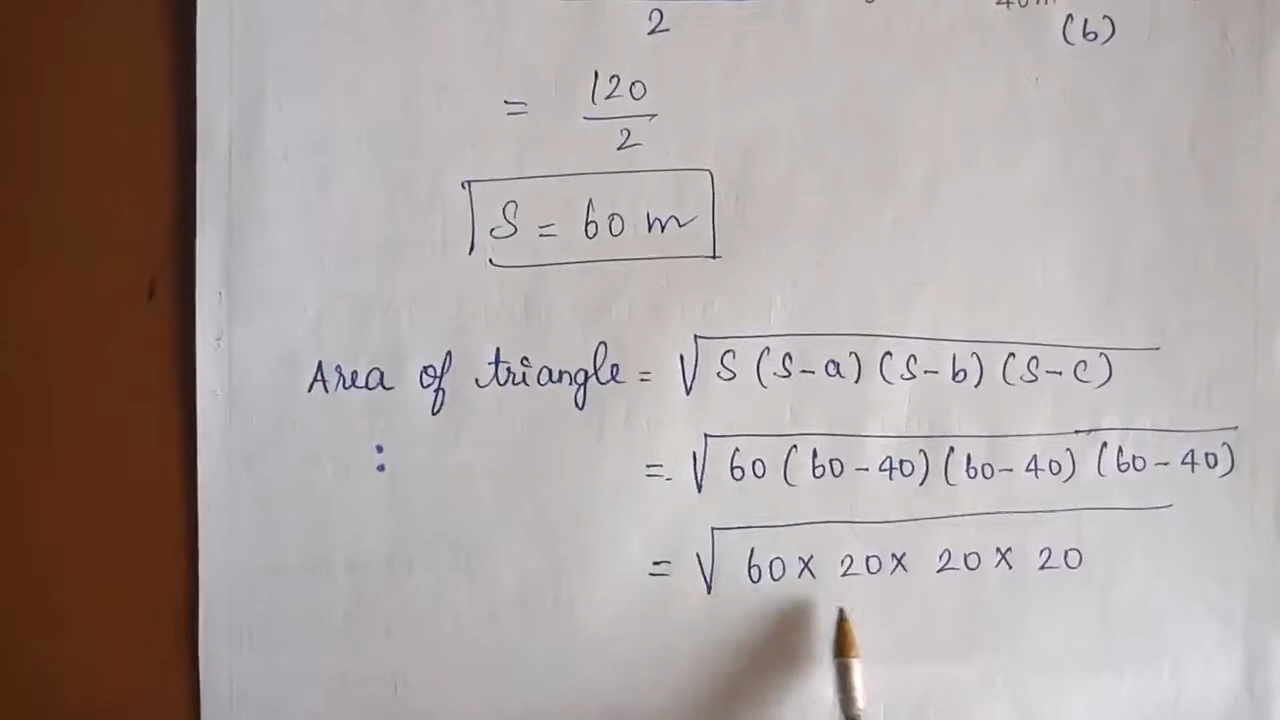 2
(b)
= 120
2
S = 60 m
Area of triangle = √S(S-a)(S-b)(S-c)
:
= √60(60-40)(60-40)(60-40)
= √60 × 20 × 20 × 20